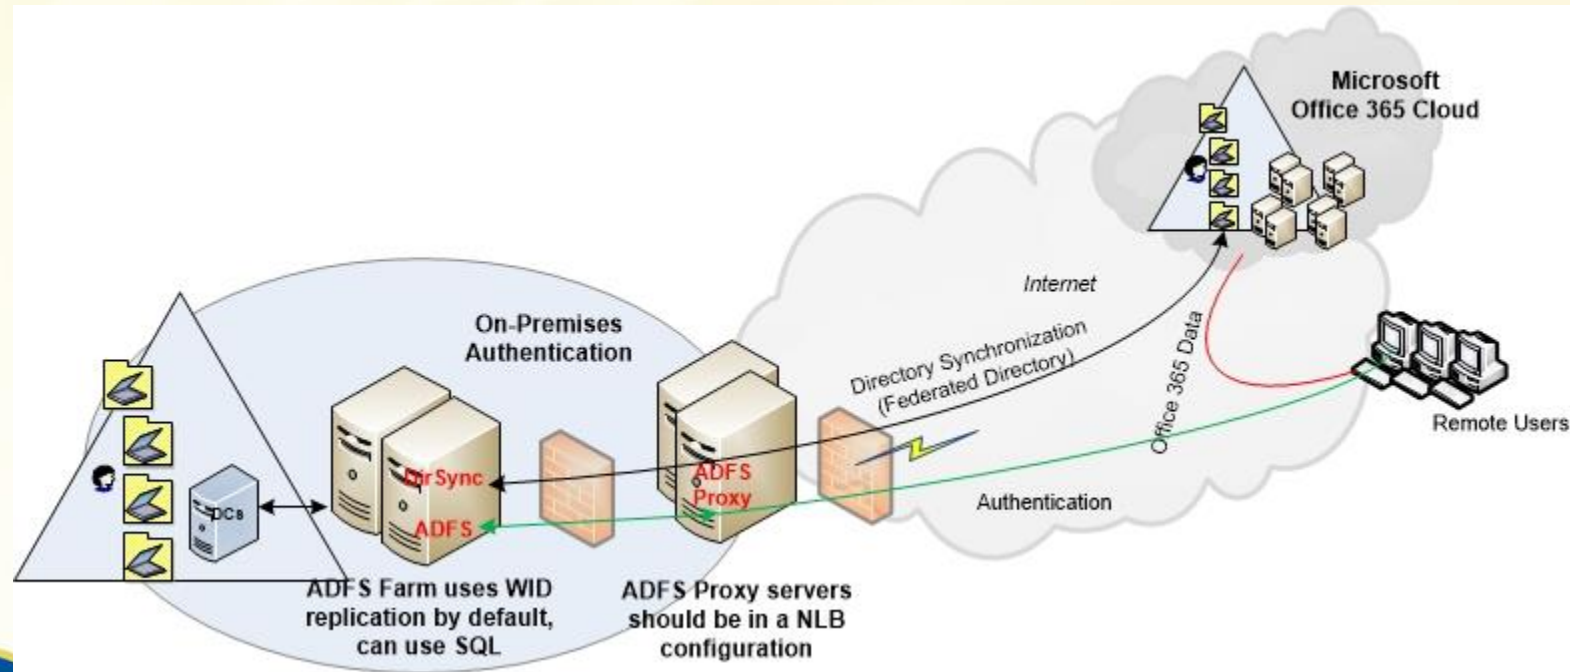 Microsoft
Office 365 Cloud
Internet
On-Premises
Authentication
Directory Synchronization
(Federated Directory)
Office 365 Data
Remote Users
DirSync
ADFS
Proxy
Authentication
DCs
ADFS
ADFS Farm uses WID
replication by default,
can use SQL
ADFS Proxy servers
should be in a NLB
configuration